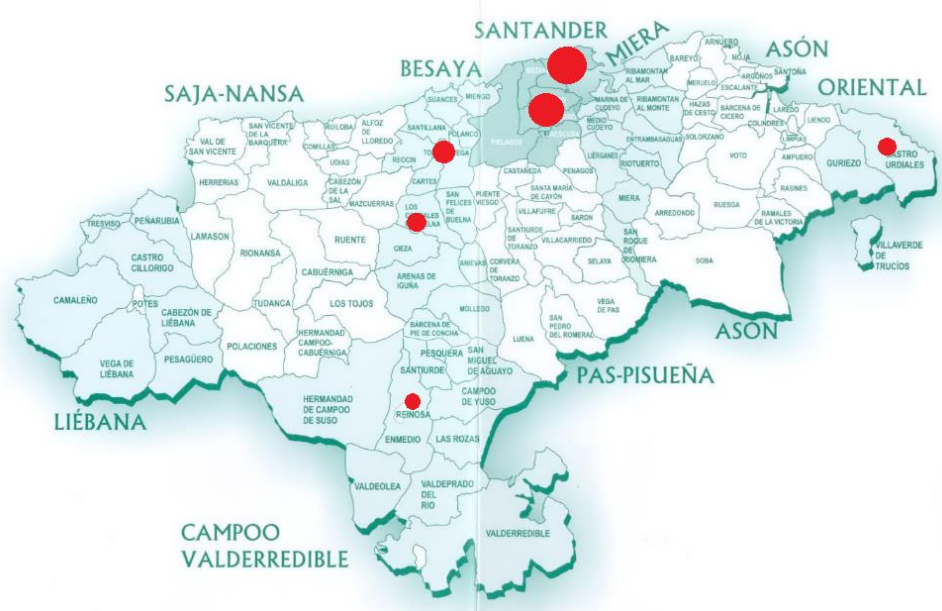 SANTANDER
MIERA
ASÓN
BESAYA
ORIENTAL
SAJA-NANSA
ARNUERO
BAREYO
NOJA
RIBAMONTAN
AL MAR
MERUELO
ARGOÑOS
SANTOÑA
ESCALANTE
SUANCES
MIENGO
MARINA DE
CUDEYO
RIBAMONTAN
AL MONTE
HAZAS
DE CESTO
BÁRCENA DE
CICERO
LAREDO
COLINDRES
LIENDO
SAN VICENTE
DE LA
BARQUERA
VAL DE
SAN VICENTE
RUILOBA
COMILLAS
ALFOZ
DE
LLOREDO
UDIAS
SANTILLANA
POLANCO
REOCIN
PIELAGOS
MEDIO
CUDEYO
ENTRAMBASAGUAS
SOLORZANO
LIMPIAS
VOTO
AMPUERO
GURIEZO
CASTRO
URDIALES
HERRERIAS
VALDÁLIGA
CABEZÓN
DE LA
SAL
MAZCUERRAS
CARTES
CASTAÑEDA
PENAGOS
LIÉRGANES
RIOTUERTO
RASINES
SAN
FELICES
DE
BUELNA
PUENTE
VIESGO
SANTA MARÍA
DE CAYÓN
VILLAFUFRE
SARON
MIERA
ARREDONDO
RUESGA
RAMALES
DE LA VICTORIA
TRESVISO
PEÑARUBIA
LAMASON
RIONANSA
RUENTE
LOS
CIEZA
SANTIURDE
DE
TORANZO
VILLACARRIEDO
SAN
ROQUE
DE
RIOMIERA
SOBA
VILLAVERDE
DE
TRUCÍOS
CASTRO
CILLORIGO
CABUÉRNIGA
ARENAS DE
IGUÑA
ANIEVAS
CORVERA
DE
TORANZO
SELAYA
CAMALEÑO
POTES
CABEZÓN DE
LIÉBANA
TUDANCA
LOS TOJOS
MOLLEDO
VEGA
DE PAS
SAN
PEDRO
DEL ROMERAL
LUENA
ASÓN
VEGA DE
LIÉBANA
PESAGÜERO
POLACIONES
HERMANDAD
CAMPOO-
CABUÉRNIGA
BÁRCENA DE
PIE DE CONCHA
PESQUERA
SAN
MIGUEL
DE AGUAYO
SANTIURDE
PAS-PISUEÑA
LIÉBANA
HERMANDAD
DE CAMPOO
DE SUSO
REINOSA
CAMPOO
DE YUSO
ENMEDIO
LAS ROZAS
VALDEOLEA
VALDEPRADO
DEL
RIO
VALDERREDIBLE
CAMPOO
VALDERREDIBLE